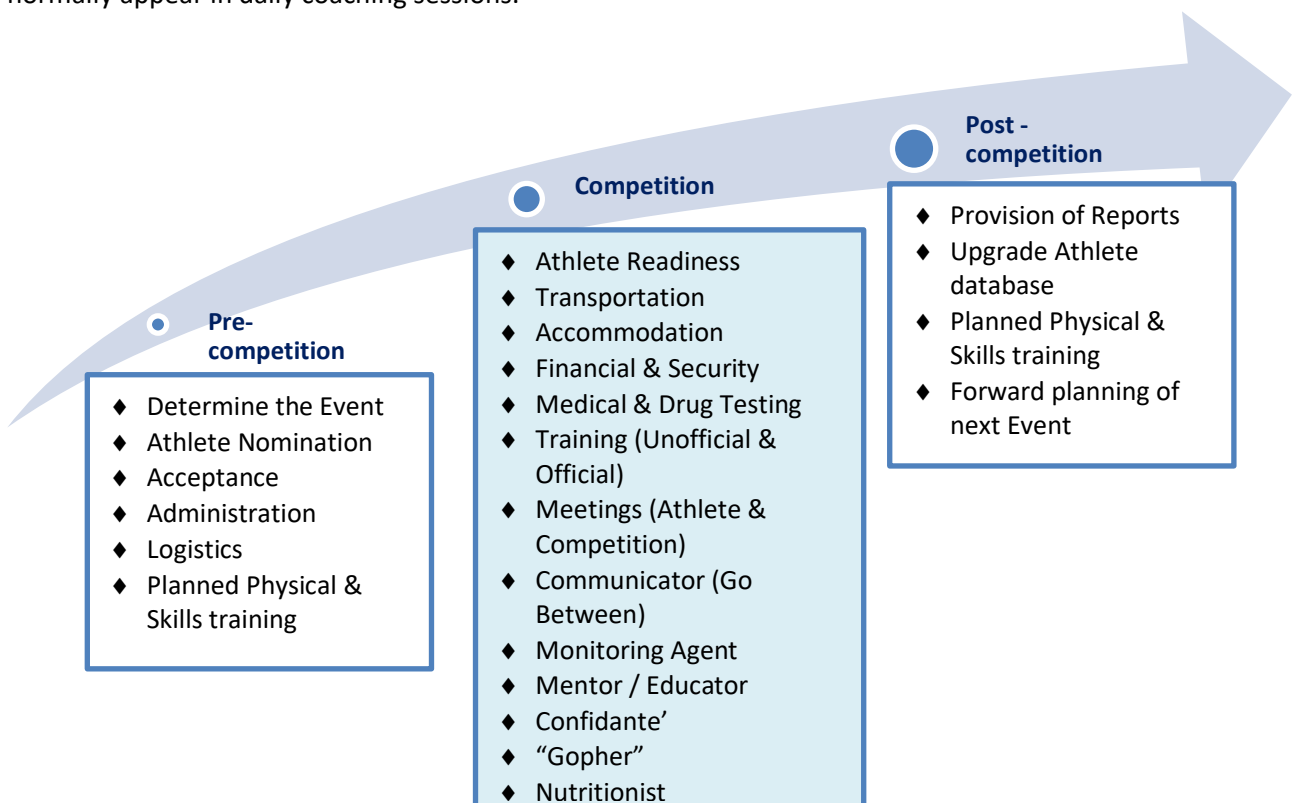 normally appear in daily coaching sessions.
Pre-
competition
♦ Determine the Event
♦ Athlete Nomination
♦ Acceptance
♦ Administration
♦ Logistics
♦ Planned Physical &
Skills training
Competition
♦ Athlete Readiness
♦ Transportation
♦ Accommodation
♦ Financial & Security
♦ Medical & Drug Testing
♦ Training (Unofficial &
Official)
♦ Meetings (Athlete &
Competition)
♦ Communicator (Go
Between)
♦ Monitoring Agent
♦ Mentor / Educator
♦ Confidante’
♦ “Gopher”
♦ Nutritionist
Post -
competition
♦ Provision of Reports
♦ Upgrade Athlete
database
♦ Planned Physical &
Skills training
♦ Forward planning of
next Event